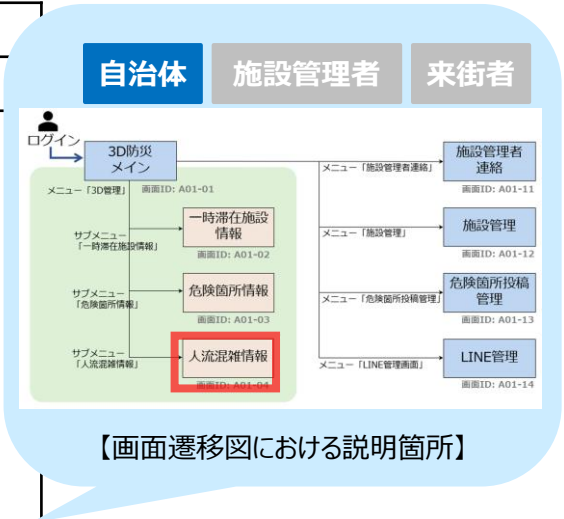 自治体 施設管理者 来街者
ログイン
3D防災
メイン
メニュー「3D管理」 画面ID: A01-01
サブメニュー
「一時滞在施設情報」
一時滞在施設
情報
画面ID: A01-02
サブメニュー
「危険箇所情報」
危険箇所情報
画面ID: A01-03
サブメニュー
「人流混雑情報」
人流混雑情報
画面ID: A01-04
メニュー「施設管理者連絡」
施設管理者
連絡
画面ID: A01-11
メニュー「施設管理」
施設管理
画面ID: A01-12
メニュー「危険箇所投稿管理」
危険箇所投稿
管理
画面ID: A01-13
メニュー「LINE管理画面」
LINE管理
画面ID: A01-14
【画面遷移図における説明箇所】